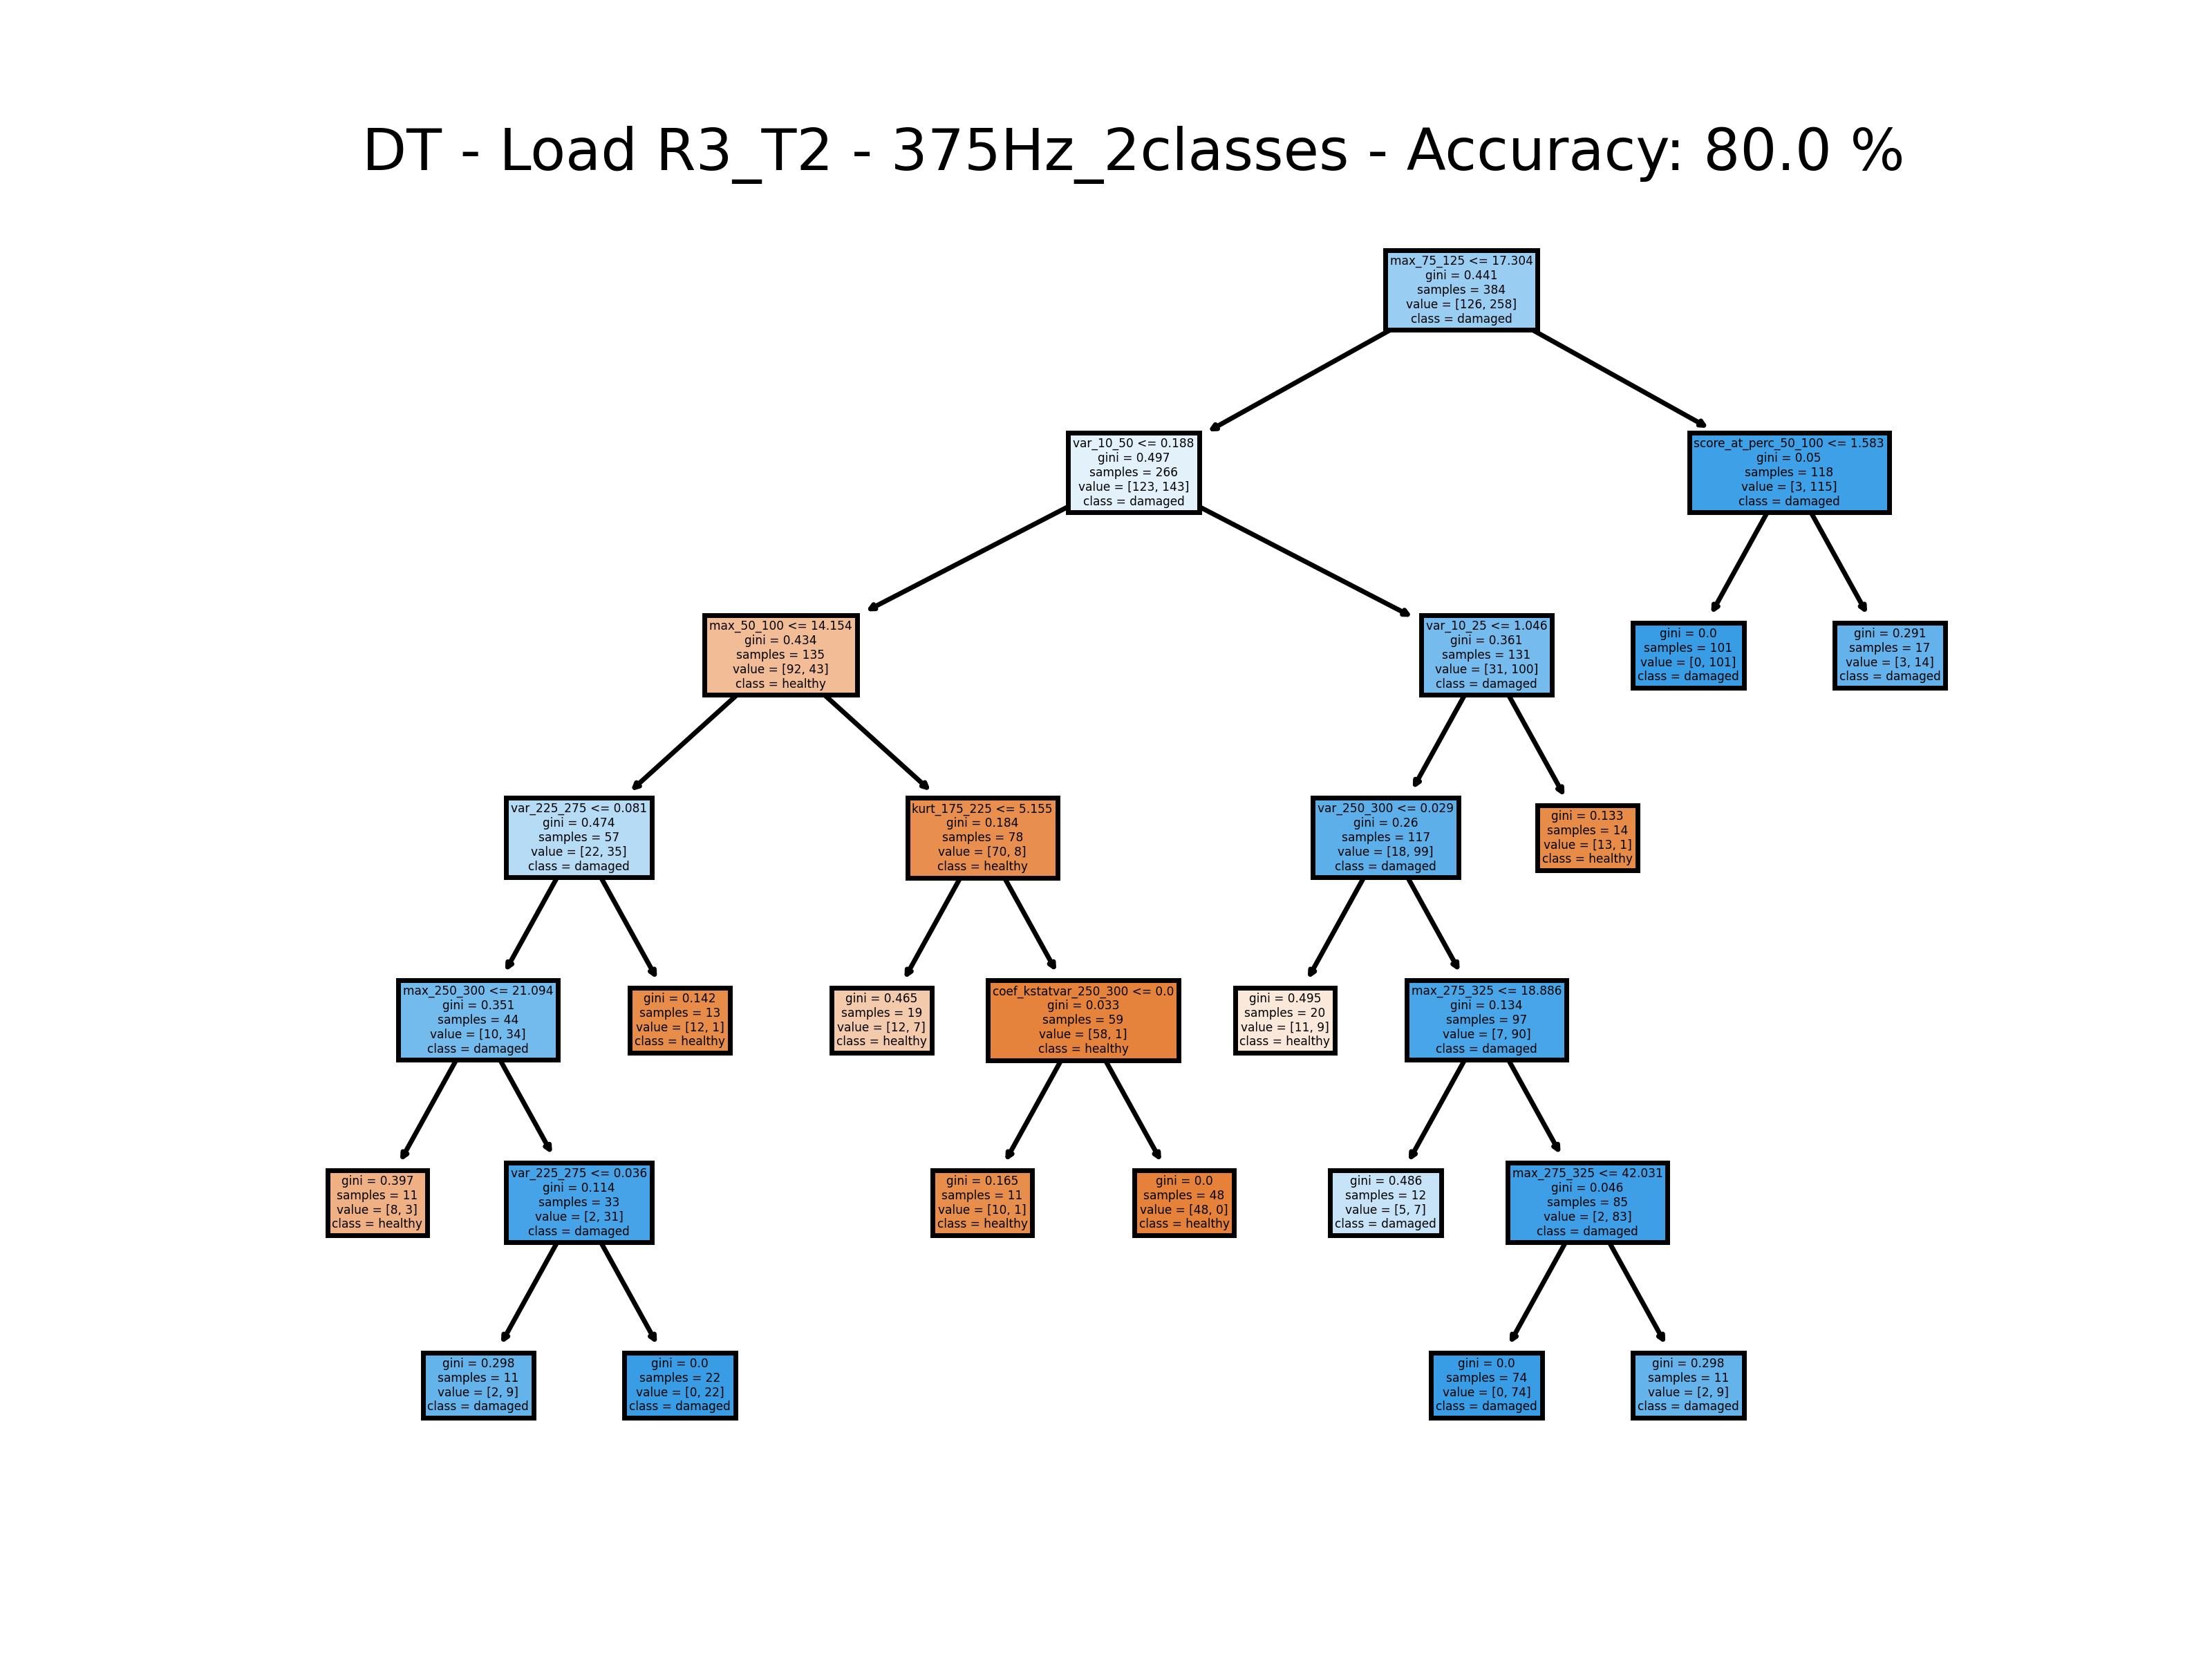 DT - Load R3_T2 - 375Hz_2classes - Accuracy: 80.0 %
max_75_125 <= 17.304
gini = 0.441
samples = 384
value = [126, 258]
class = damaged
var_10_50 <= 0.188
gini = 0.497
samples = 266
value = [123, 143]
class = damaged
score_at_perc_50_100 <= 1.583
gini = 0.05
samples = 118
value = [3, 115]
class = damaged
max_50_100 <= 14.154
gini = 0.434
samples = 135
value = [92, 43]
class = healthy
var_10_25 <= 1.046
gini = 0.361
samples = 131
value = [31, 100]
class = damaged
gini = 0.0
samples = 101
value = [0, 101]
class = damaged
gini = 0.291
samples = 17
value = [3, 14]
class = damaged
var_225_275 <= 0.081
gini = 0.474
samples = 57
value = [22, 35]
class = damaged
kurt_175_225 <= 5.155
gini = 0.184
samples = 78
value = [70, 8]
class = healthy
var_250_300 <= 0.029
gini = 0.26
samples = 117
value = [18, 99]
class = damaged
gini = 0.133
samples = 14
value = [13, 1]
class = healthy
max_250_300 <= 21.094
gini = 0.351
samples = 44
value = [10, 34]
class = damaged
gini = 0.142
samples = 13
value = [12, 1]
class = healthy
gini = 0.465
samples = 19
value = [12, 7]
class = healthy
coef_kstatvar_250_300 <= 0.0
gini = 0.033
samples = 59
value = [58, 1]
class = healthy
gini = 0.495
samples = 20
value = [11, 9]
class = healthy
max_275_325 <= 18.886
gini = 0.134
samples = 97
value = [7, 90]
class = damaged
gini = 0.397
samples = 11
value = [8, 3]
class = healthy
var_225_275 <= 0.036
gini = 0.114
samples = 33
value = [2, 31]
class = damaged
gini = 0.165
samples = 11
value = [10, 1]
class = healthy
gini = 0.0
samples = 48
value = [48, 0]
class = healthy
gini = 0.486
samples = 12
value = [5, 7]
class = damaged
max_275_325 <= 42.031
gini = 0.046
samples = 85
value = [2, 83]
class = damaged
gini = 0.298
samples = 11
value = [2, 9]
class = damaged
gini = 0.0
samples = 22
value = [0, 22]
class = damaged
gini = 0.0
samples = 74
value = [0, 74]
class = damaged
gini = 0.298
samples = 11
value = [2, 9]
class = damaged